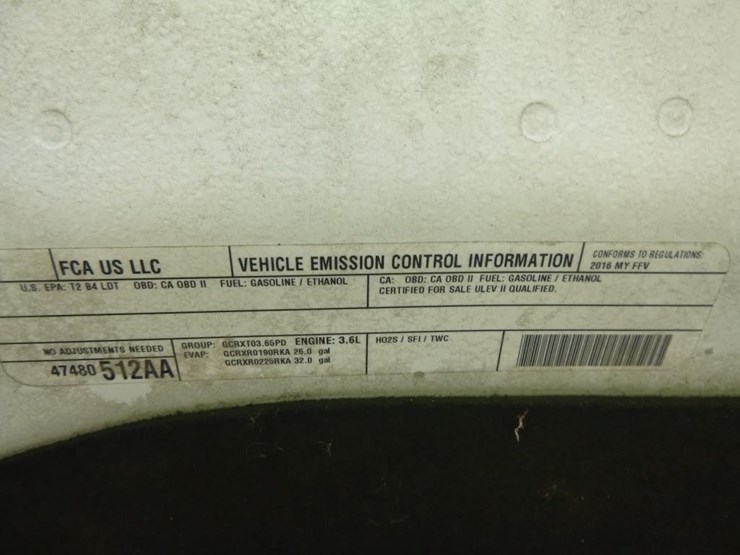 FCA US LLC
VEHICLE EMISSION CONTROL INFORMATION
CONFORMS TO REGULATIONS:
2016 MY FFV
U.S. EPA: T2 B4 LDT OBD: CA OBD II FUEL: GASOLINE / ETHANOL
CA: OBD: CA OBD II FUEL: GASOLINE / ETHANOL
CERTIFIED FOR SALE ULEV II QUALIFIED.
NO ADJUSTMENTS NEEDED
47480 512AA
GROUP: GCRXT03.65PD ENGINE: 3.6L
EVAP: GCRXR0190RKA 26.0 gal
GCRXR0225RKA 32.0 gal
HO2S / SFI / TWC